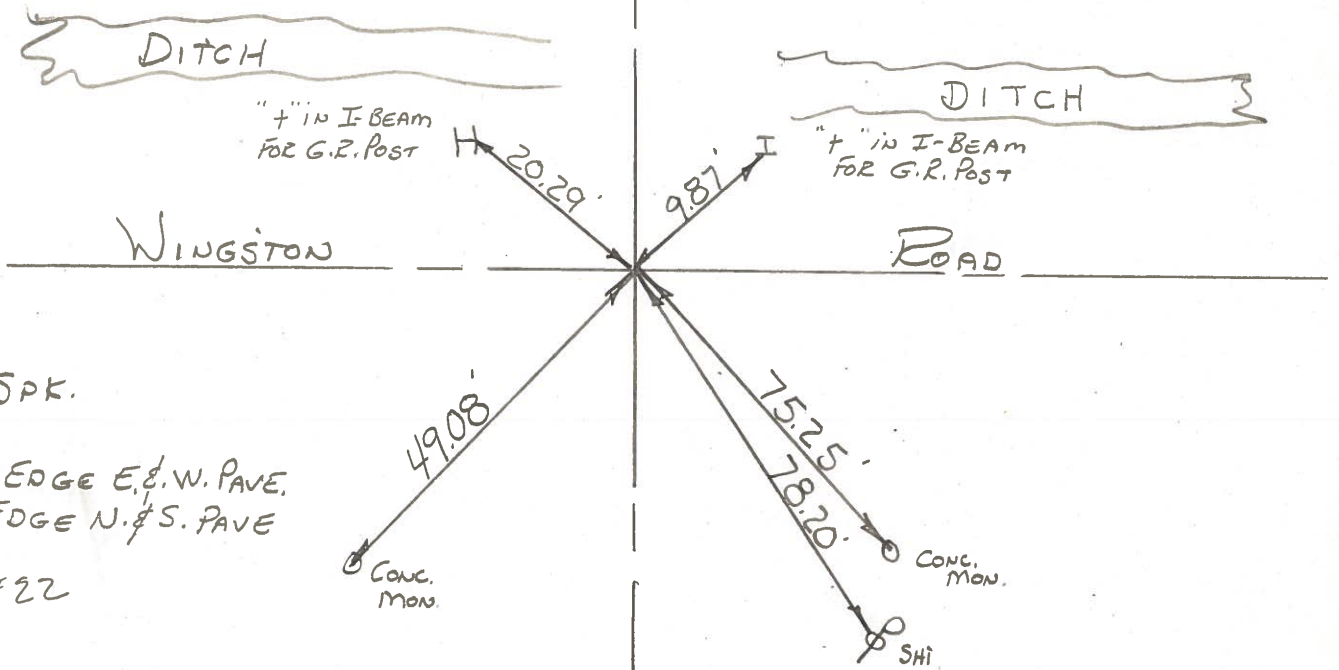 DITCH
DITCH
"+" IN I-BEAM
FOR G.R. POST
H
I
"+" IN I-BEAM
FOR G.R. POST
20.29'
9.87'
WINGSTON ROAD
SPK.
49.08'
75.25'
78.20'
EDGE E. & W. PAVE.
EDGE N. & S. PAVE
22
CONC.
MON.
CONC.
MON.
SHI